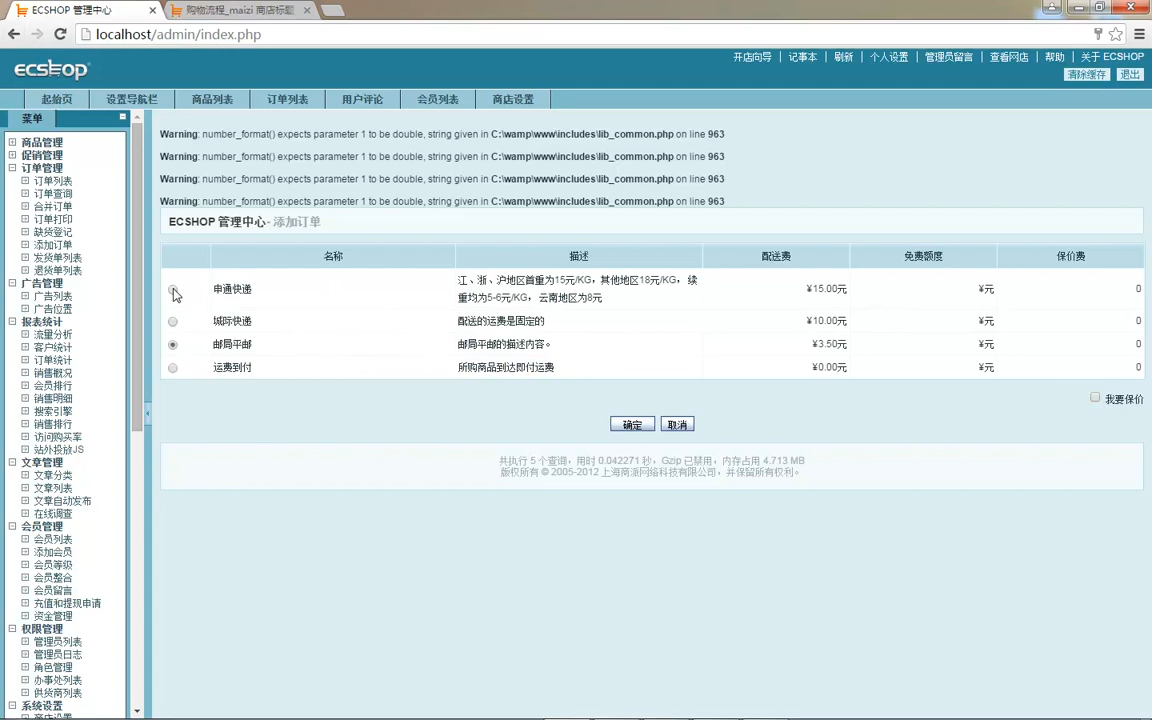 ECSHOP 管理中心
购物流程_maizi 商店标题
localhost/admin/index.php
开店向导 | 记事本 | 刷新 | 个人设置 | 管理员留言 | 查看网店 | 帮助 | 关于 ECSHOP
ecshop
清除缓存 退出
起始页 设置导航栏 商品列表 订单列表 用户评论 会员列表 商店设置
菜单
商品管理
促销管理
订单管理
订单列表
订单查询
合并订单
订单打印
缺货登记
添加订单
发货单列表
退货单列表
广告管理
广告列表
广告位置
报表统计
流量分析
客户统计
订单统计
销售概况
会员排行
销售明细
搜索引擎
销售排行
访问购买率
站外投放JS
文章管理
文章分类
文章列表
文章自动发布
在线调查
会员管理
会员列表
添加会员
会员等级
会员整合
会员留言
充值和提现申请
资金管理
权限管理
管理员列表
管理员日志
角色管理
办事处列表
供货商列表
系统设置
商店设置
Warning: number_format() expects parameter 1 to be double, string given in C:\wamp\www\includes\lib_common.php on line 963
Warning: number_format() expects parameter 1 to be double, string given in C:\wamp\www\includes\lib_common.php on line 963
Warning: number_format() expects parameter 1 to be double, string given in C:\wamp\www\includes\lib_common.php on line 963
Warning: number_format() expects parameter 1 to be double, string given in C:\wamp\www\includes\lib_common.php on line 963
ECSHOP 管理中心 - 添加订单
名称 描述 配送费 免费额度 保价费
申通快递 江、浙、沪地区首重为15元/KG，其他地区18元/KG， 续重均为5-6元/KG， 云南地区为8元 ¥15.00元 ¥元 0
城际快递 配送的运费是固定的 ¥10.00元 ¥元 0
邮局平邮 邮局平邮的描述内容。 ¥3.50元 ¥元 0
运费到付 所购商品到达即付运费 ¥0.00元 ¥元 0
我要保价
确定 取消
共执行 5 个查询，用时 0.042271 秒，Gzip 已禁用，内存占用 4.713 MB
版权所有 © 2005-2012 上海商派网络科技有限公司，并保留所有权利。